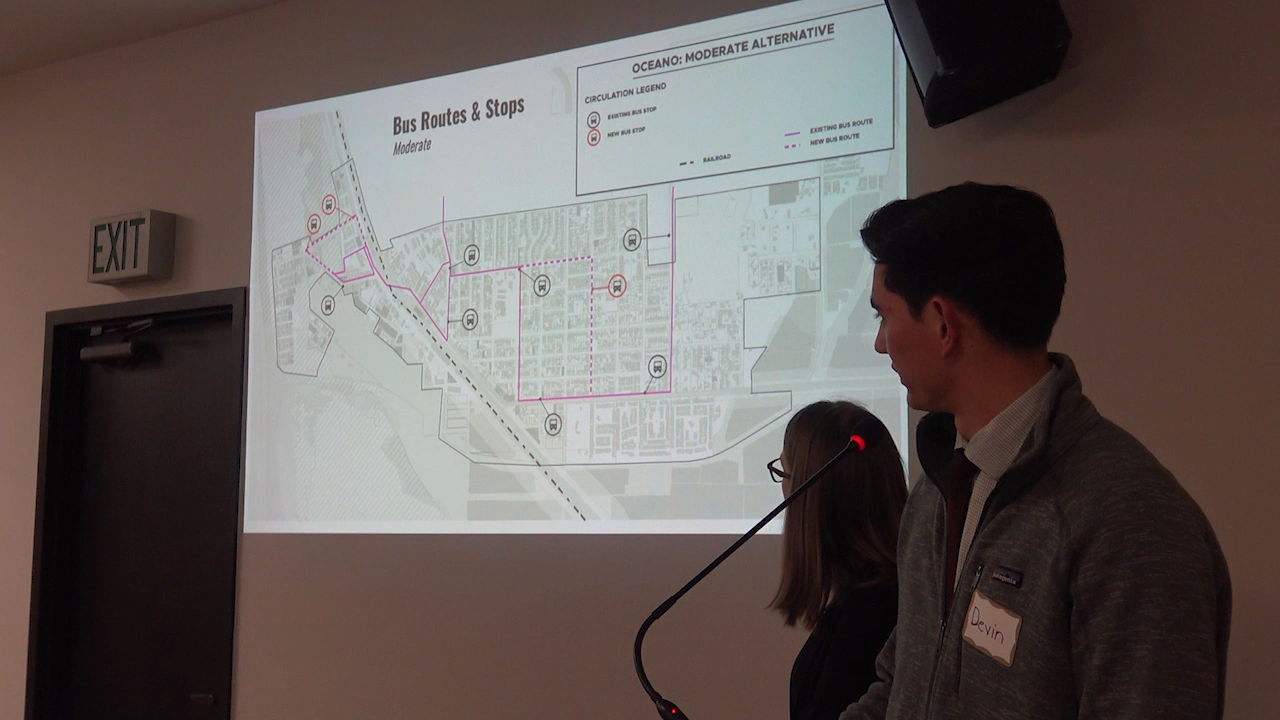 OCEANO: MODERATE ALTERNATIVE
CIRCULATION LEGEND
EXISTING BUS STOP
NEW BUS STOP
EXISTING BUS ROUTE
NEW BUS ROUTE
RAILROAD
Bus Routes & Stops
Moderate
EXIT
Devin